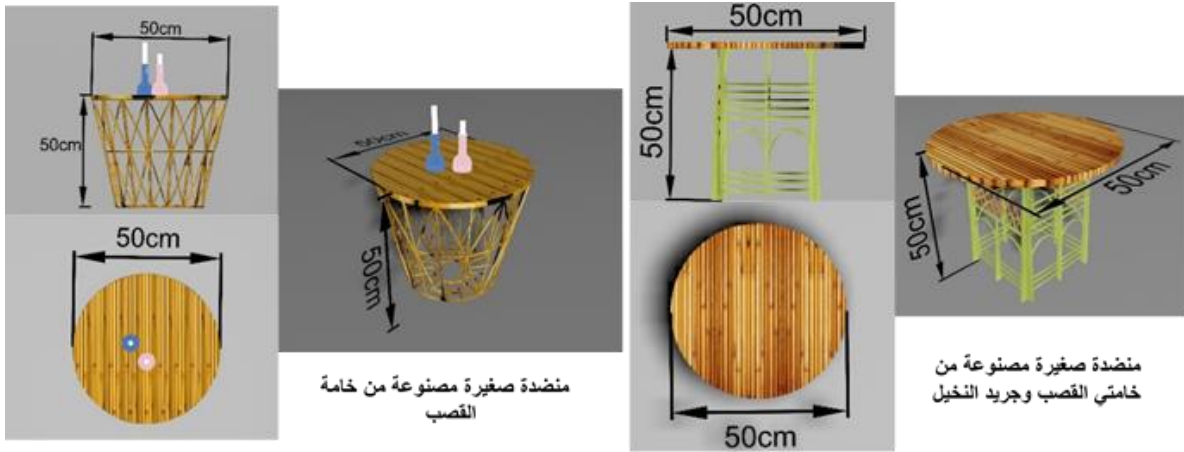 50cm
50cm
50cm
50cm
50cm
منضدة صغيرة مصنوعة من خامة
القصب
50cm
50cm
50cm
50cm
50cm
منضدة صغيرة مصنوعة من
خامتي القصب وجريد النخيل